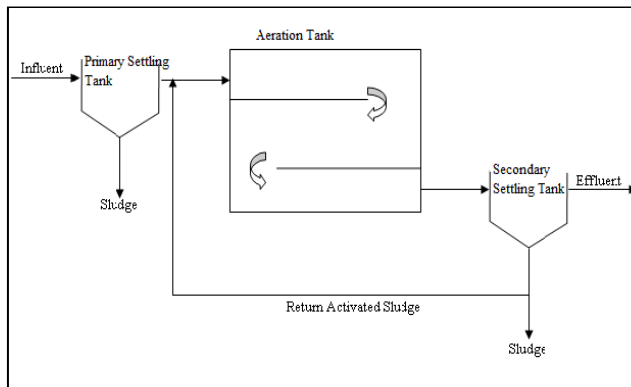 Aeration Tank
Influent
Primary Settling
Tank
Secondary
Settling Tank
Effluent
Sludge
Return Activated Sludge
Sludge